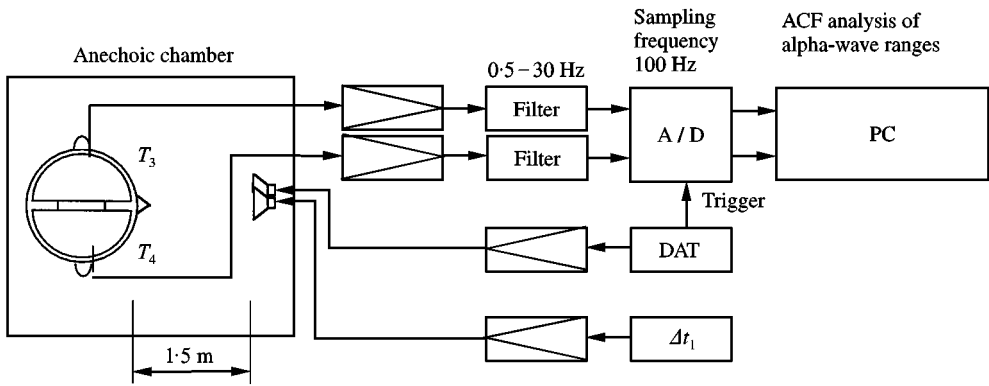 Anechoic chamber
0·5 – 30 Hz
Sampling
frequency
100 Hz
ACF analysis of
alpha-wave ranges
Filter
Filter
A / D
PC
T3
T4
Trigger
DAT
Δt1
1·5 m